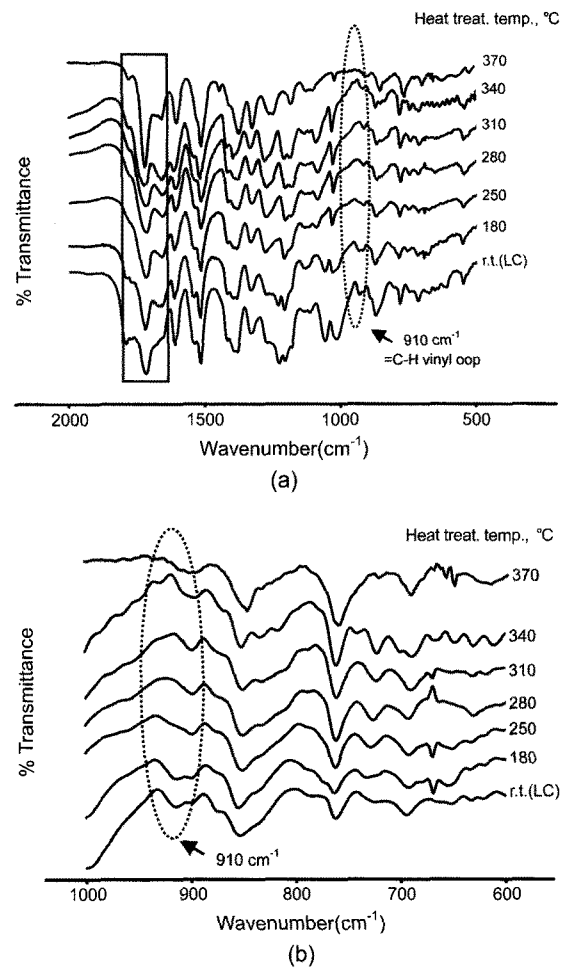 Heat treat. temp., °C
370
340
310
280
250
180
r.t.(LC)
% Transmittance
910 cm⁻¹
=C-H vinyl oop
2000 1500 1000 500
Wavenumber(cm⁻¹)
(a)
Heat treat. temp., °C
370
340
310
280
250
180
r.t.(LC)
% Transmittance
910 cm⁻¹
1000 900 800 700 600
Wavenumber(cm⁻¹)
(b)